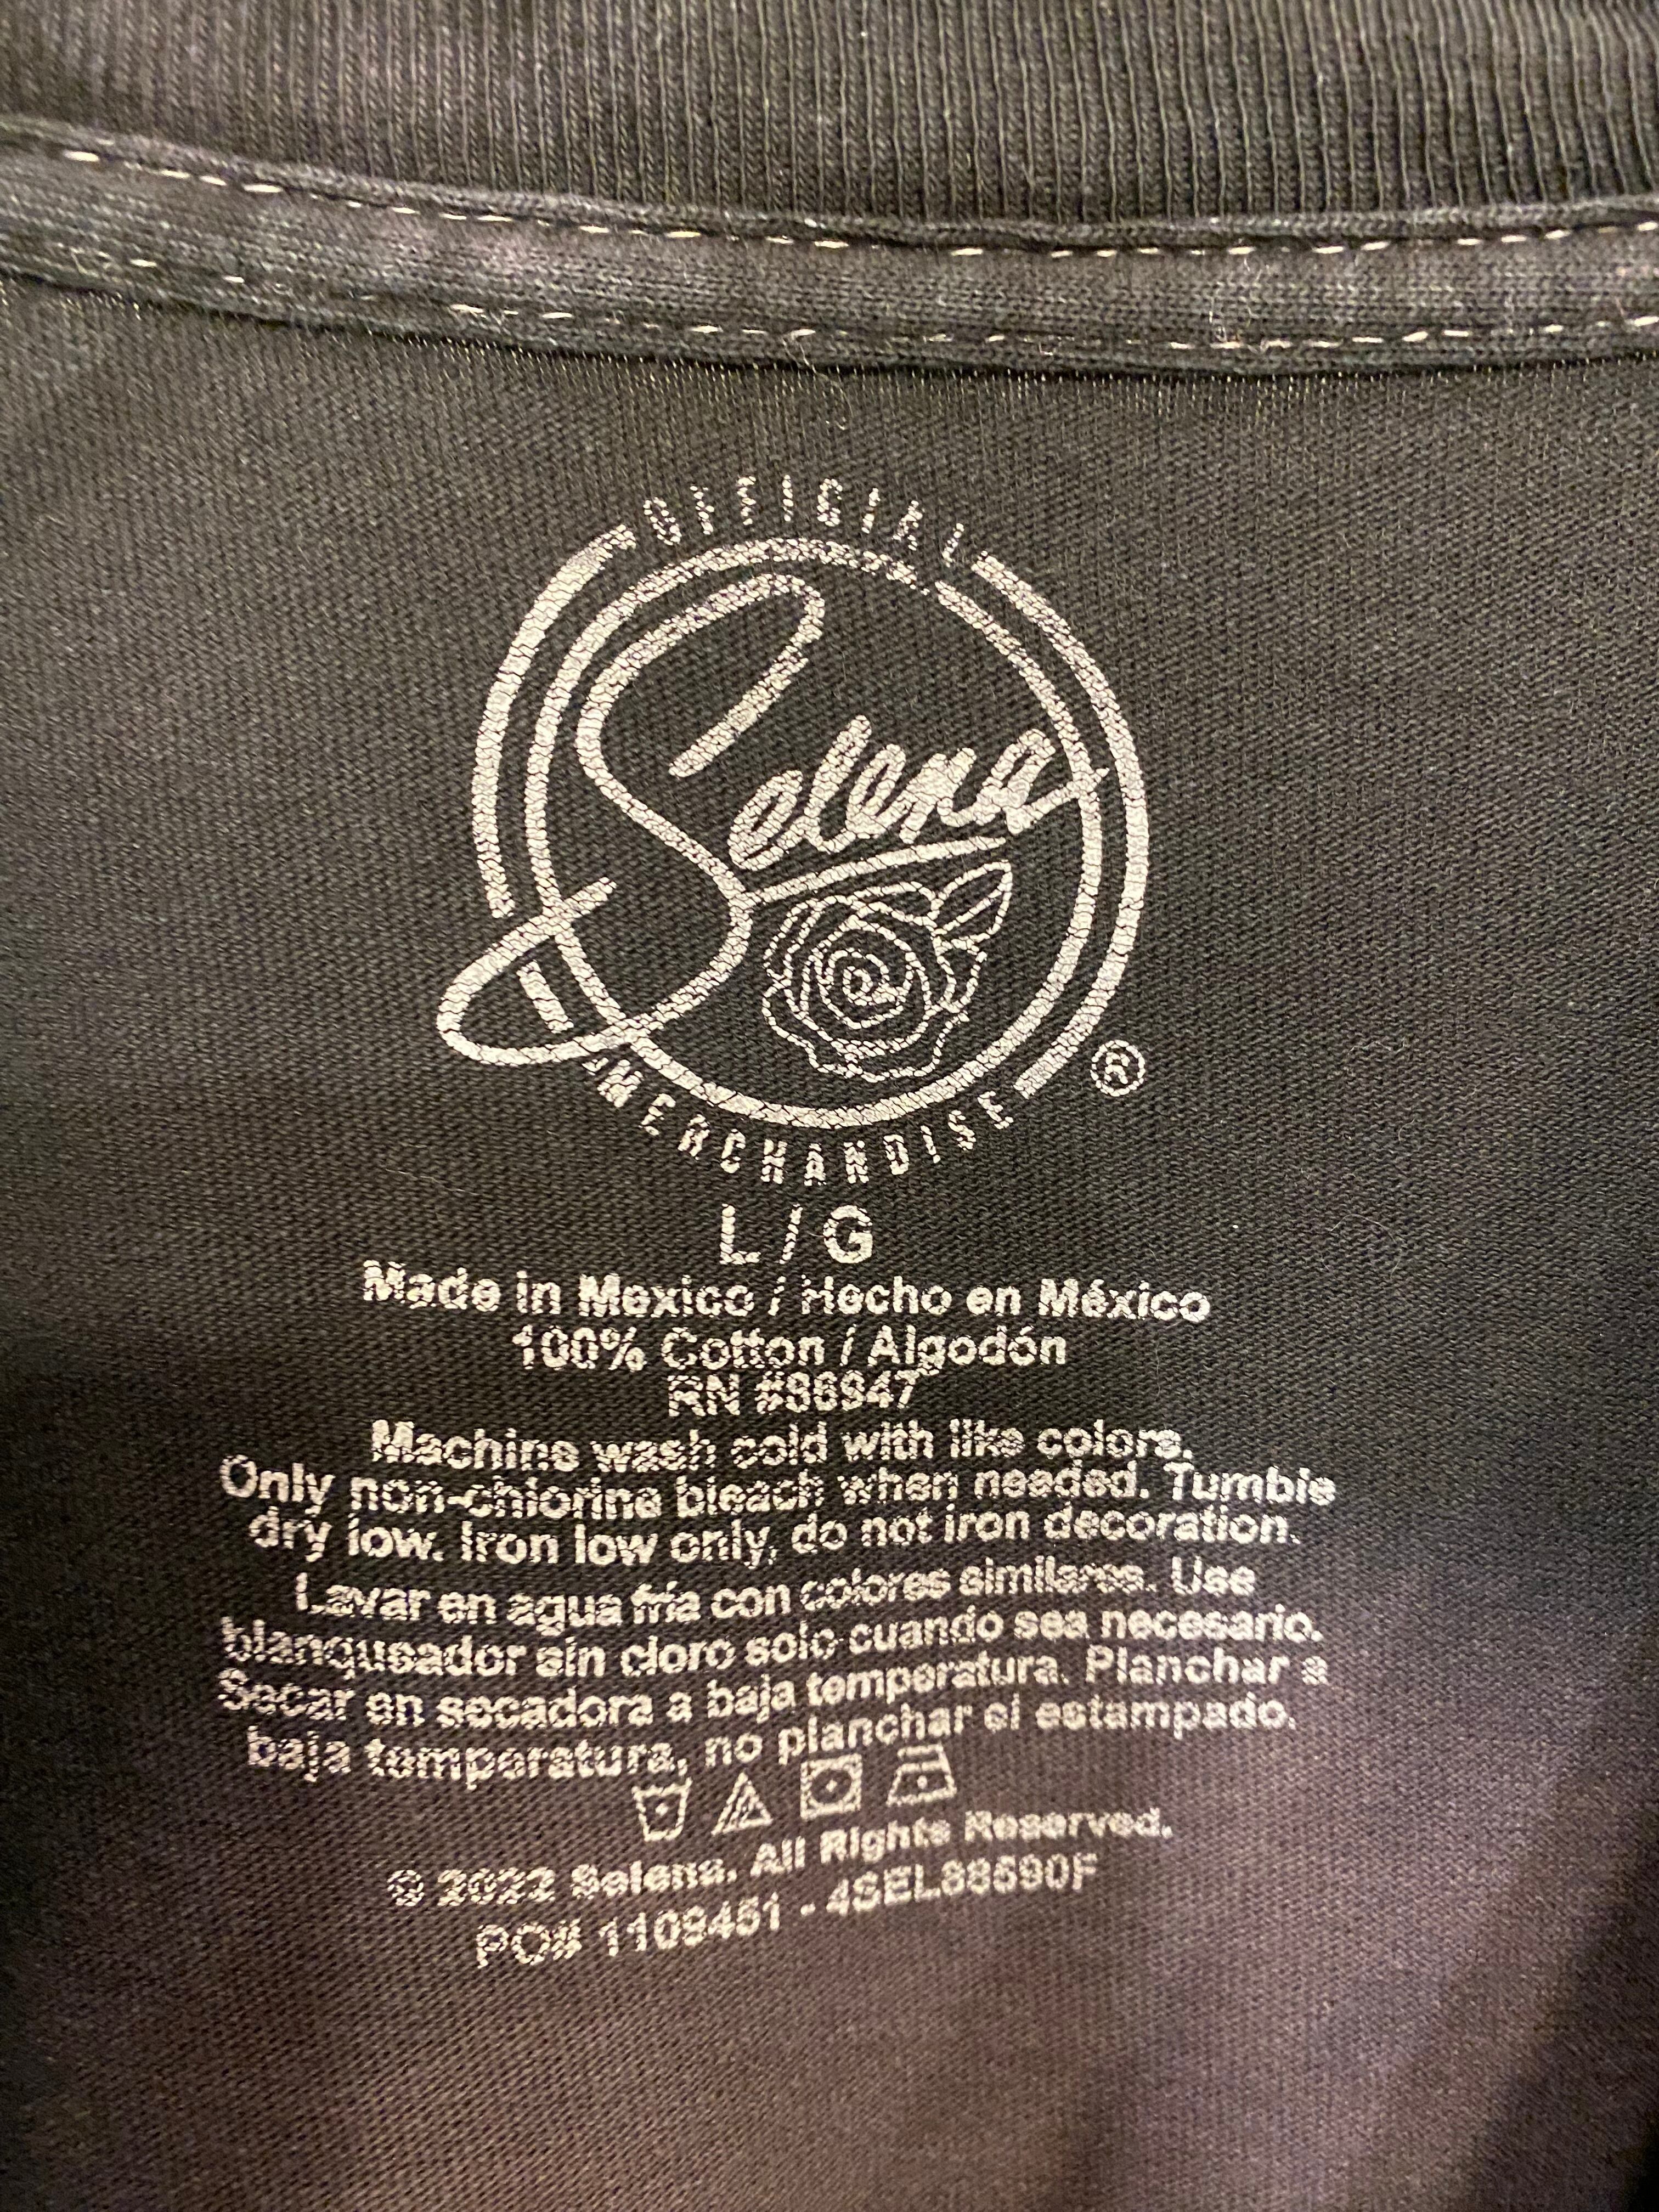 OFFICIAL
Selena
MERCHANDISE
®
L / G
Made in Mexico / Hecho en México
100% Cotton / Algodón
RN #86947
Machine wash cold with like colors.
Only non-chlorine bleach when needed. Tumble
dry low. Iron low only, do not iron decoration.
Lavar en agua fría con colores similares. Use
blanqueador sin cloro solo cuando sea necesario.
Secar en secadora a baja temperatura. Planchar a
baja temperatura, no planchar el estampado.
© 2022 Selena. All Rights Reserved.
PO# 1109451 - 4SEL88590F